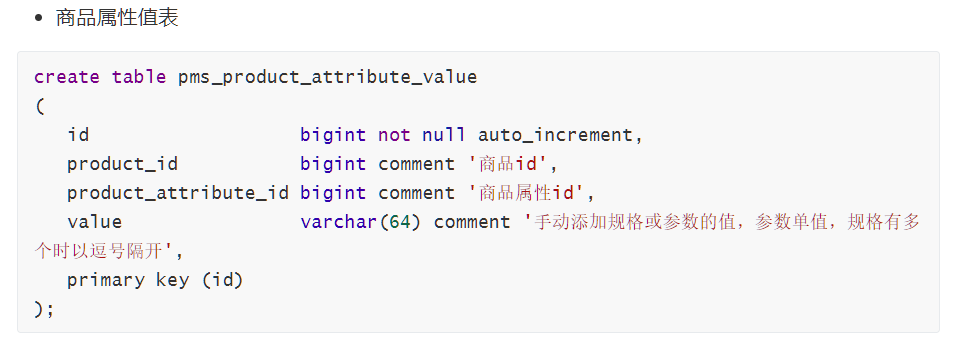 商品属性值表
create table pms_product_attribute_value
(
   id                   bigint not null auto_increment,
   product_id           bigint comment '商品id',
   product_attribute_id bigint comment '商品属性id',
   value                varchar(64) comment '手动添加规格或参数的值，参数单值，规格有多
个时以逗号隔开',
   primary key (id)
);